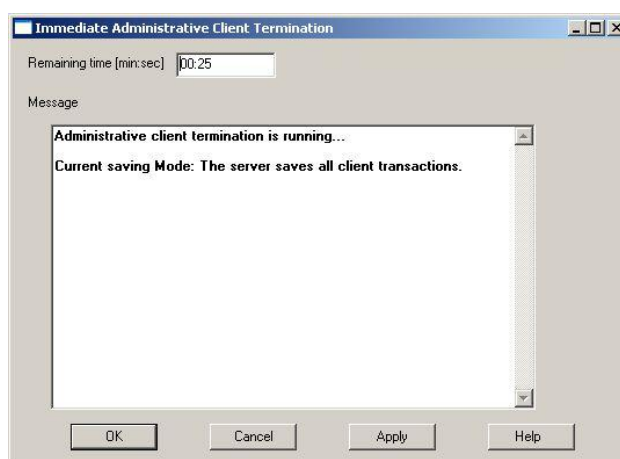 Immediate Administrative Client Termination
Remaining time [min:sec] 00:25
Message
Administrative client termination is running...
Current saving Mode: The server saves all client transactions.
OK Cancel Apply Help